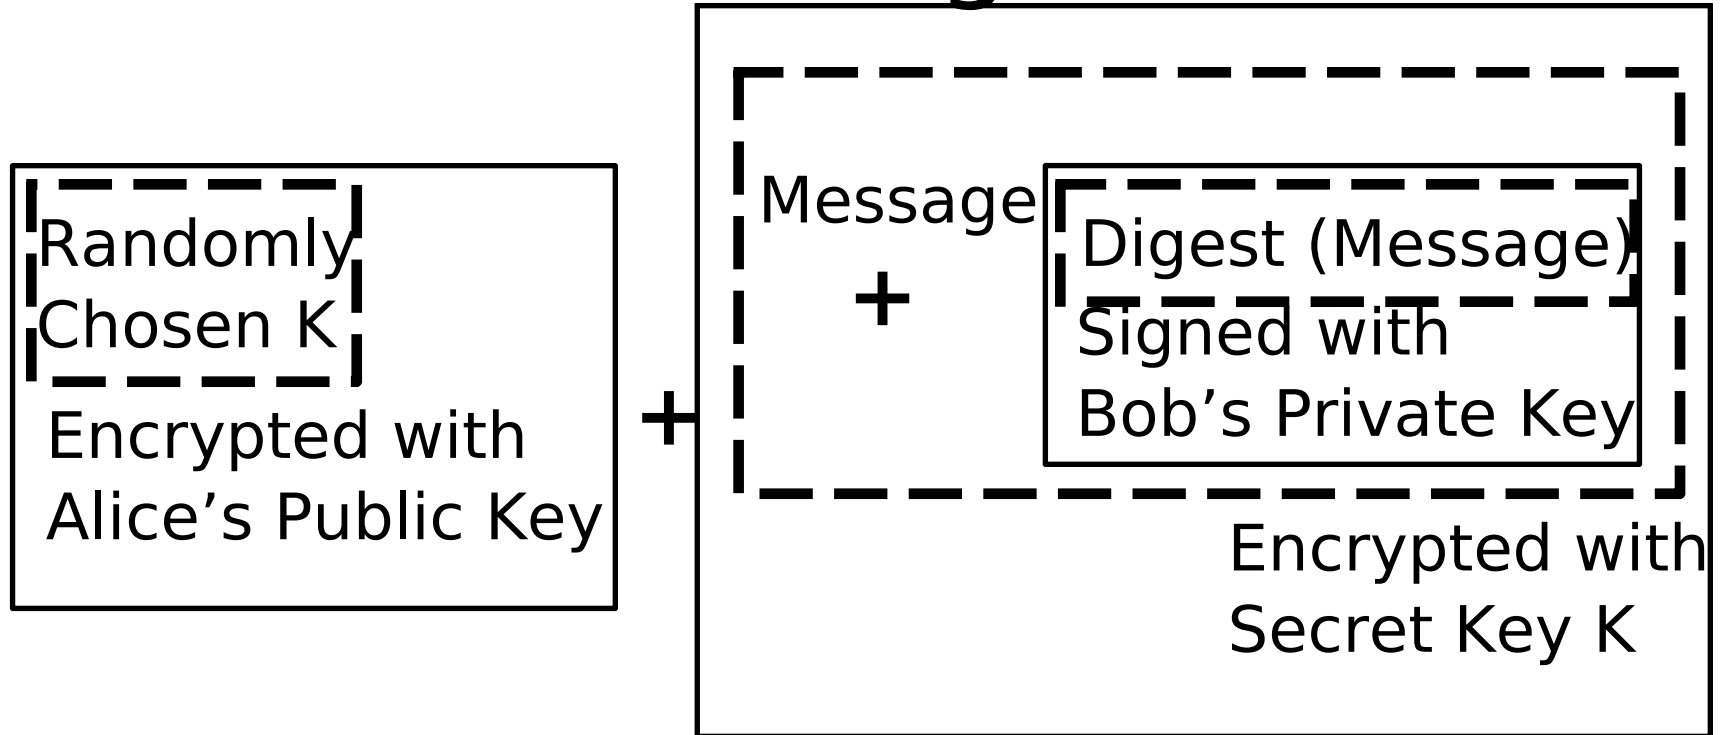 Randomly
Chosen K
Encrypted with
Alice’s Public Key
+
Message
+
Digest (Message)
Signed with
Bob’s Private Key
Encrypted with
Secret Key K